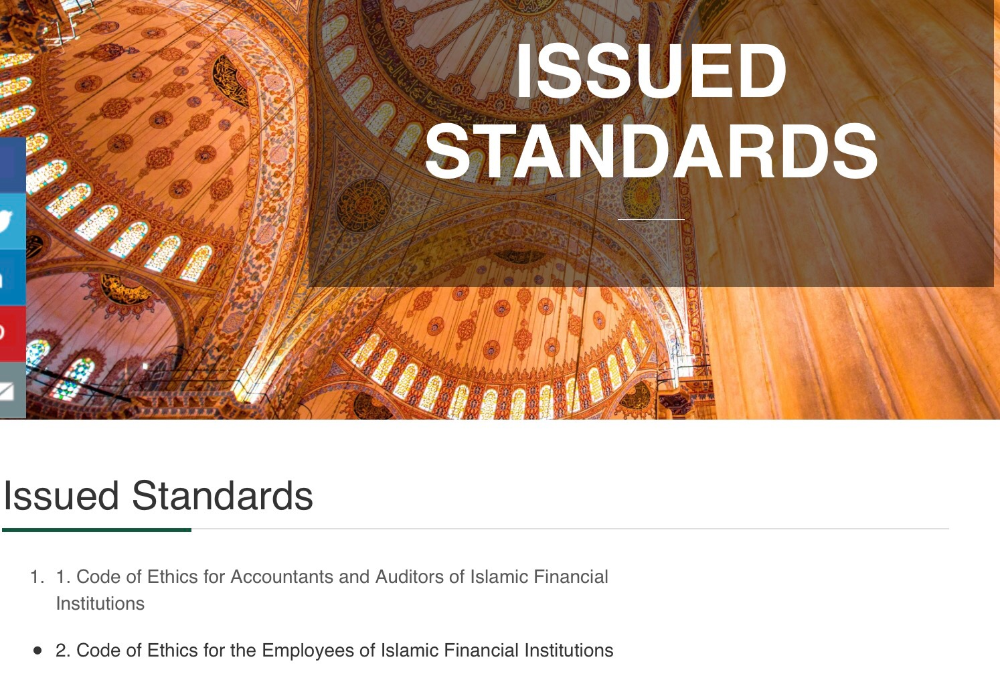 ISSUED
STANDARDS
Issued Standards
1. 1. Code of Ethics for Accountants and Auditors of Islamic Financial
Institutions
• 2. Code of Ethics for the Employees of Islamic Financial Institutions